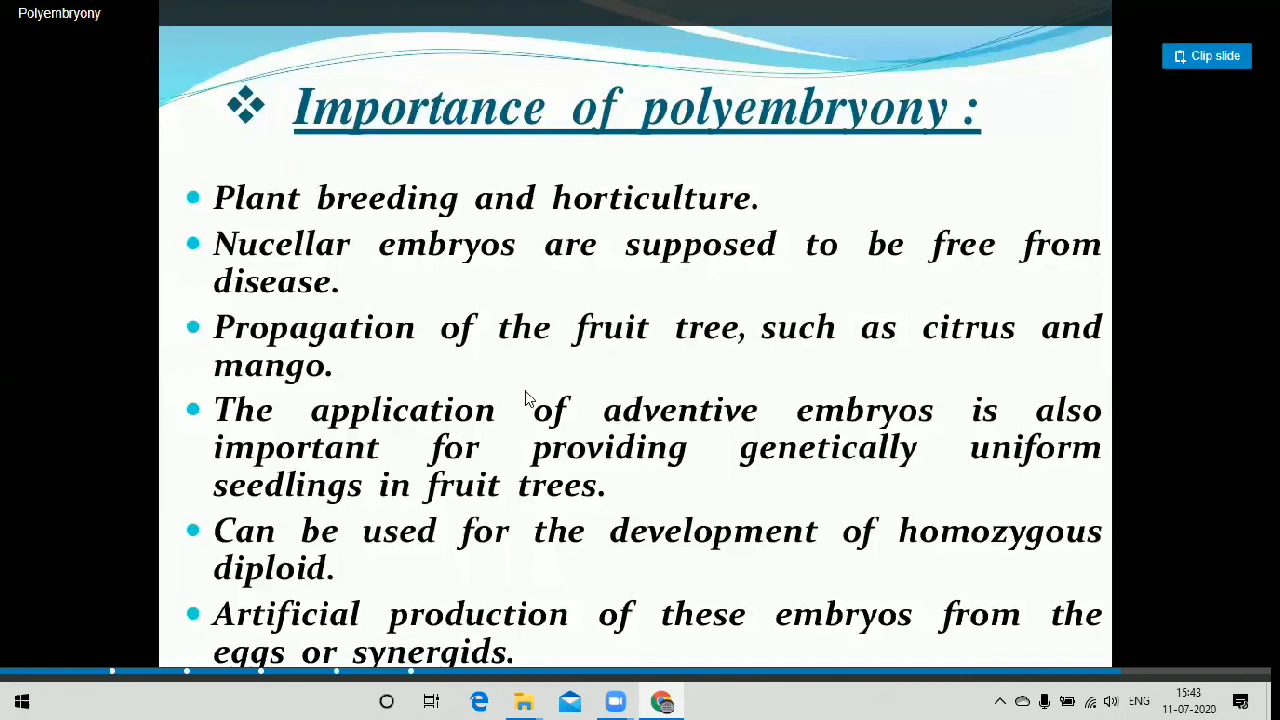 Polyembryony
Clip slide
Importance of polyembryony :
Plant breeding and horticulture.
Nucellar embryos are supposed to be free from
disease.
Propagation of the fruit tree, such as citrus and
mango.
The application of adventive embryos is also
important for providing genetically uniform
seedlings in fruit trees.
Can be used for the development of homozygous
diploid.
Artificial production of these embryos from the
eggs or synergids.
ENG
15:43
11-07-2020